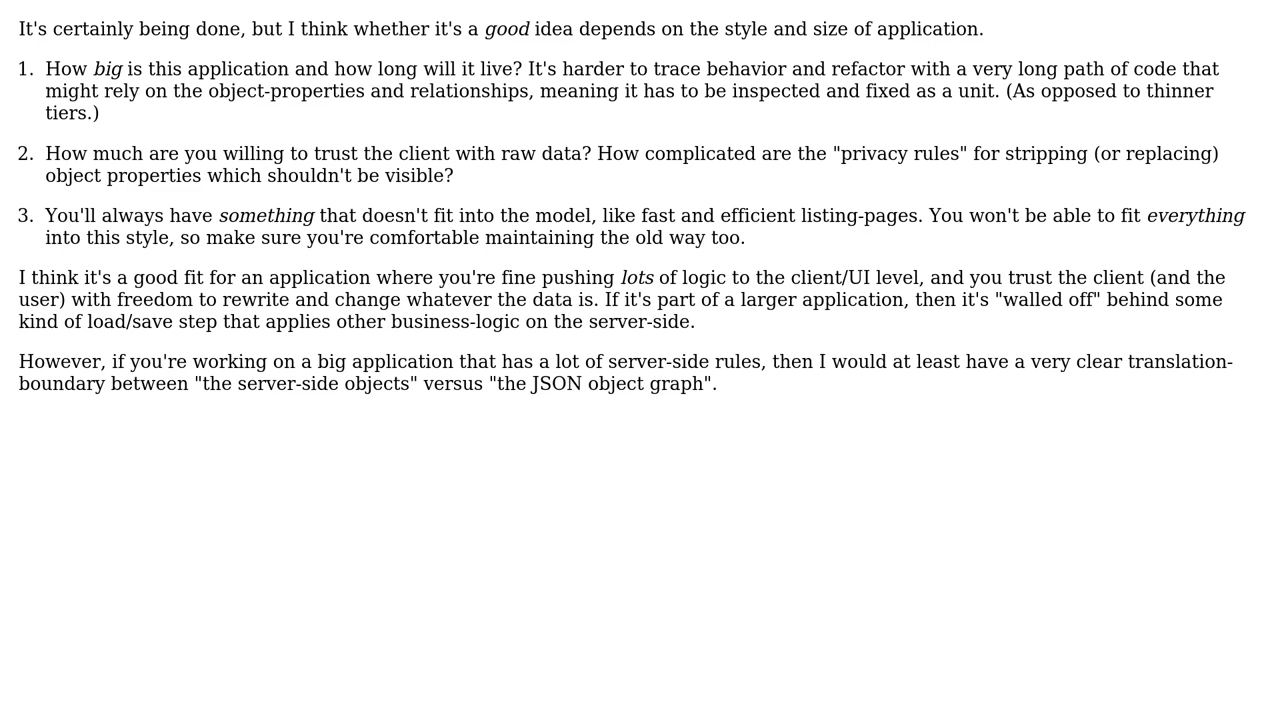 It's certainly being done, but I think whether it's a good idea depends on the style and size of application.
1. How big is this application and how long will it live? It's harder to trace behavior and refactor with a very long path of code that
might rely on the object-properties and relationships, meaning it has to be inspected and fixed as a unit. (As opposed to thinner
tiers.)
2. How much are you willing to trust the client with raw data? How complicated are the "privacy rules" for stripping (or replacing)
object properties which shouldn't be visible?
3. You'll always have something that doesn't fit into the model, like fast and efficient listing-pages. You won't be able to fit everything
into this style, so make sure you're comfortable maintaining the old way too.
I think it's a good fit for an application where you're fine pushing lots of logic to the client/UI level, and you trust the client (and the
user) with freedom to rewrite and change whatever the data is. If it's part of a larger application, then it's "walled off" behind some
kind of load/save step that applies other business-logic on the server-side.
However, if you're working on a big application that has a lot of server-side rules, then I would at least have a very clear translation-
boundary between "the server-side objects" versus "the JSON object graph".